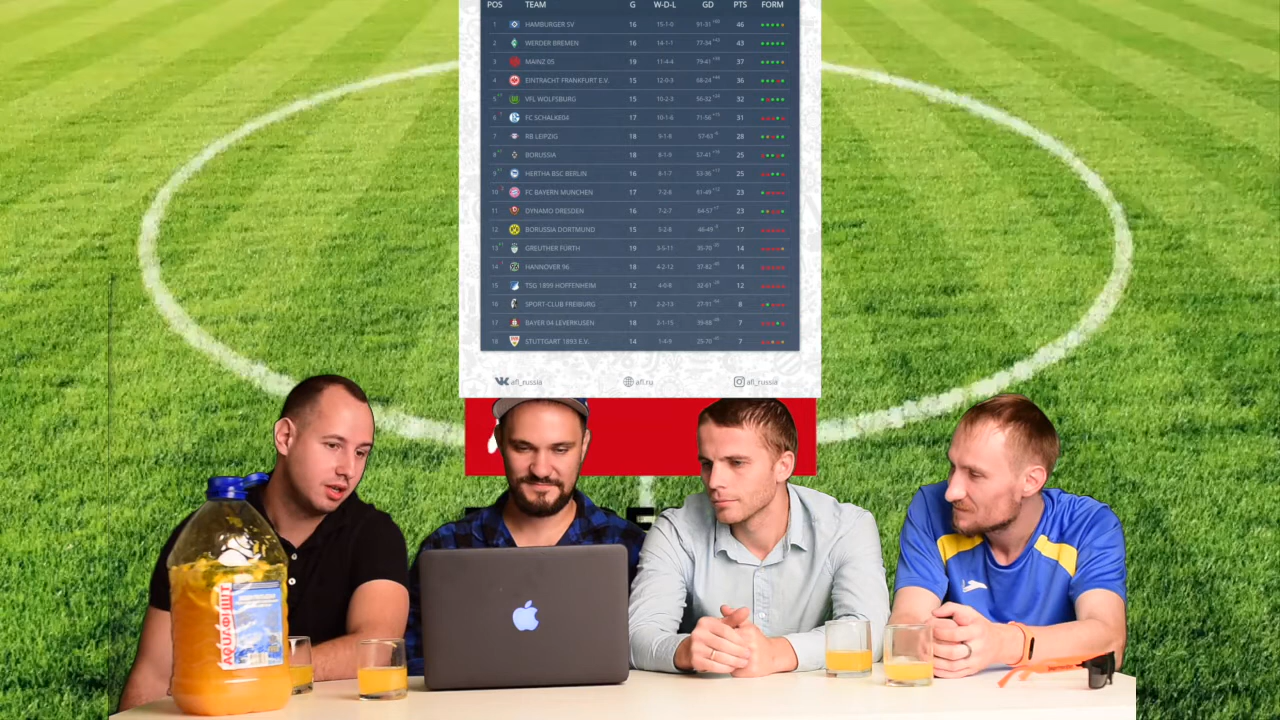 POS TEAM G W-D-L GD PTS FORM
1 HAMBURGER SV 16 15-1-0 91-31 46
2 WERDER BREMEN 16 14-1-1 77-34 43
3 MAINZ 05 19 11-4-4 79-41 37
4 EINTRACHT FRANKFURT E.V. 15 12-0-3 68-24 36
5 VFL WOLFSBURG 15 10-2-3 32
6 FC SCHALKE04 17 10-1-6 71-56 31
7 RB LEIPZIG 18 9-1-8 57-63 28
8 BORUSSIA 18 8-1-9 57-41 25
9 HERTHA BSC BERLIN 16 8-1-7 53-36 25
10 FC BAYERN MUNCHEN 17 7-2-8 61-49 23
11 DYNAMO DRESDEN 16 7-2-7 64-57 23
12 BORUSSIA DORTMUND 15 5-2-8 46-49 17
13 GREUTHER FÜRTH 19 3-5-11 35-70 14
14 HANNOVER 96 18 4-2-12 37-82 14
15 TSG 1899 HOFFENHEIM 12 4-0-8 32-61 12
16 SPORT-CLUB FREIBURG 17 2-2-13 27-91 8
17 BAYER 04 LEVERKUSEN 18 2-1-15 7
18 STUTTGART 1893 E.V. 14 1-4-9 25-70 7
afl_russia afl.ru afl_russia